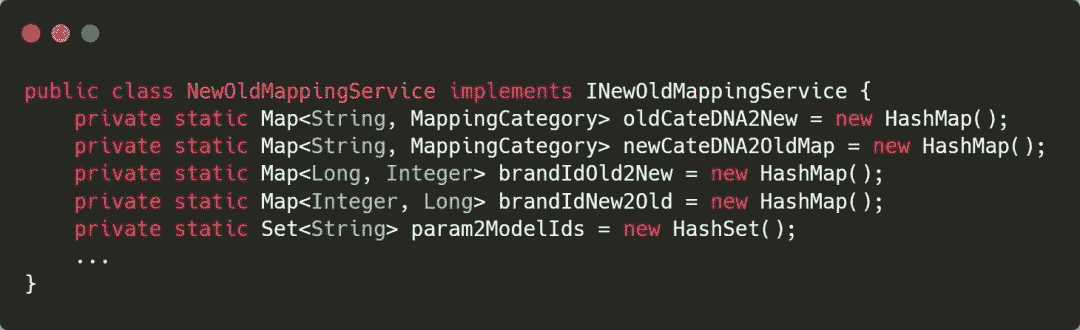 public class NewOldMappingService implements INewOldMappingService {
    private static Map<String, MappingCategory> oldCateDNA2New = new HashMap();
    private static Map<String, MappingCategory> newCateDNA2OldMap = new HashMap();
    private static Map<Long, Integer> brandIdOld2New = new HashMap();
    private static Map<Integer, Long> brandIdNew2Old = new HashMap();
    private static Set<String> param2ModelIds = new HashSet();
    ...
}